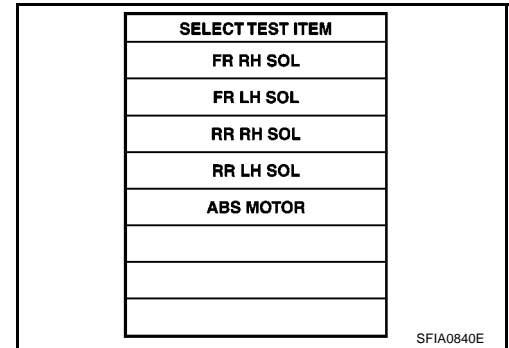 SELECT TEST ITEM
FR RH SOL
FR LH SOL
RR RH SOL
RR LH SOL
ABS MOTOR
SFIA0840E